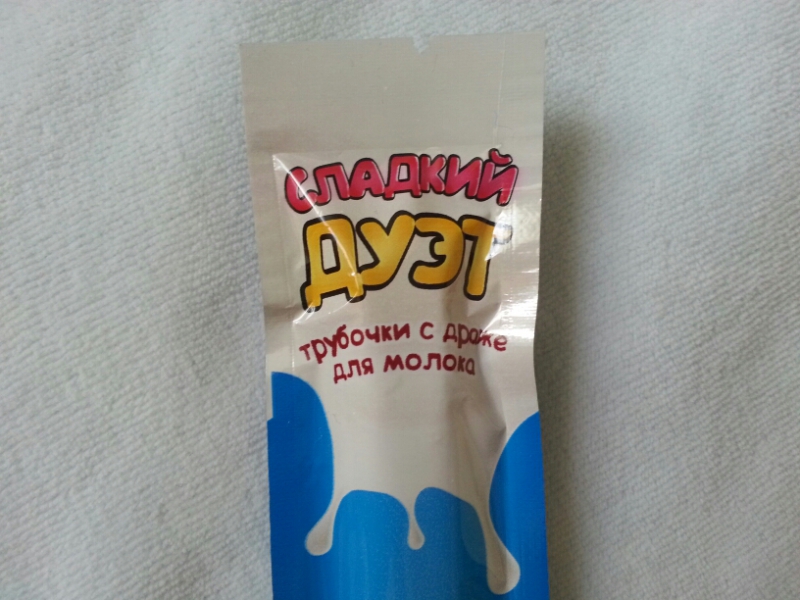 СЛАДКИЙ
ДУЭТ
трубочки с драже
для молока